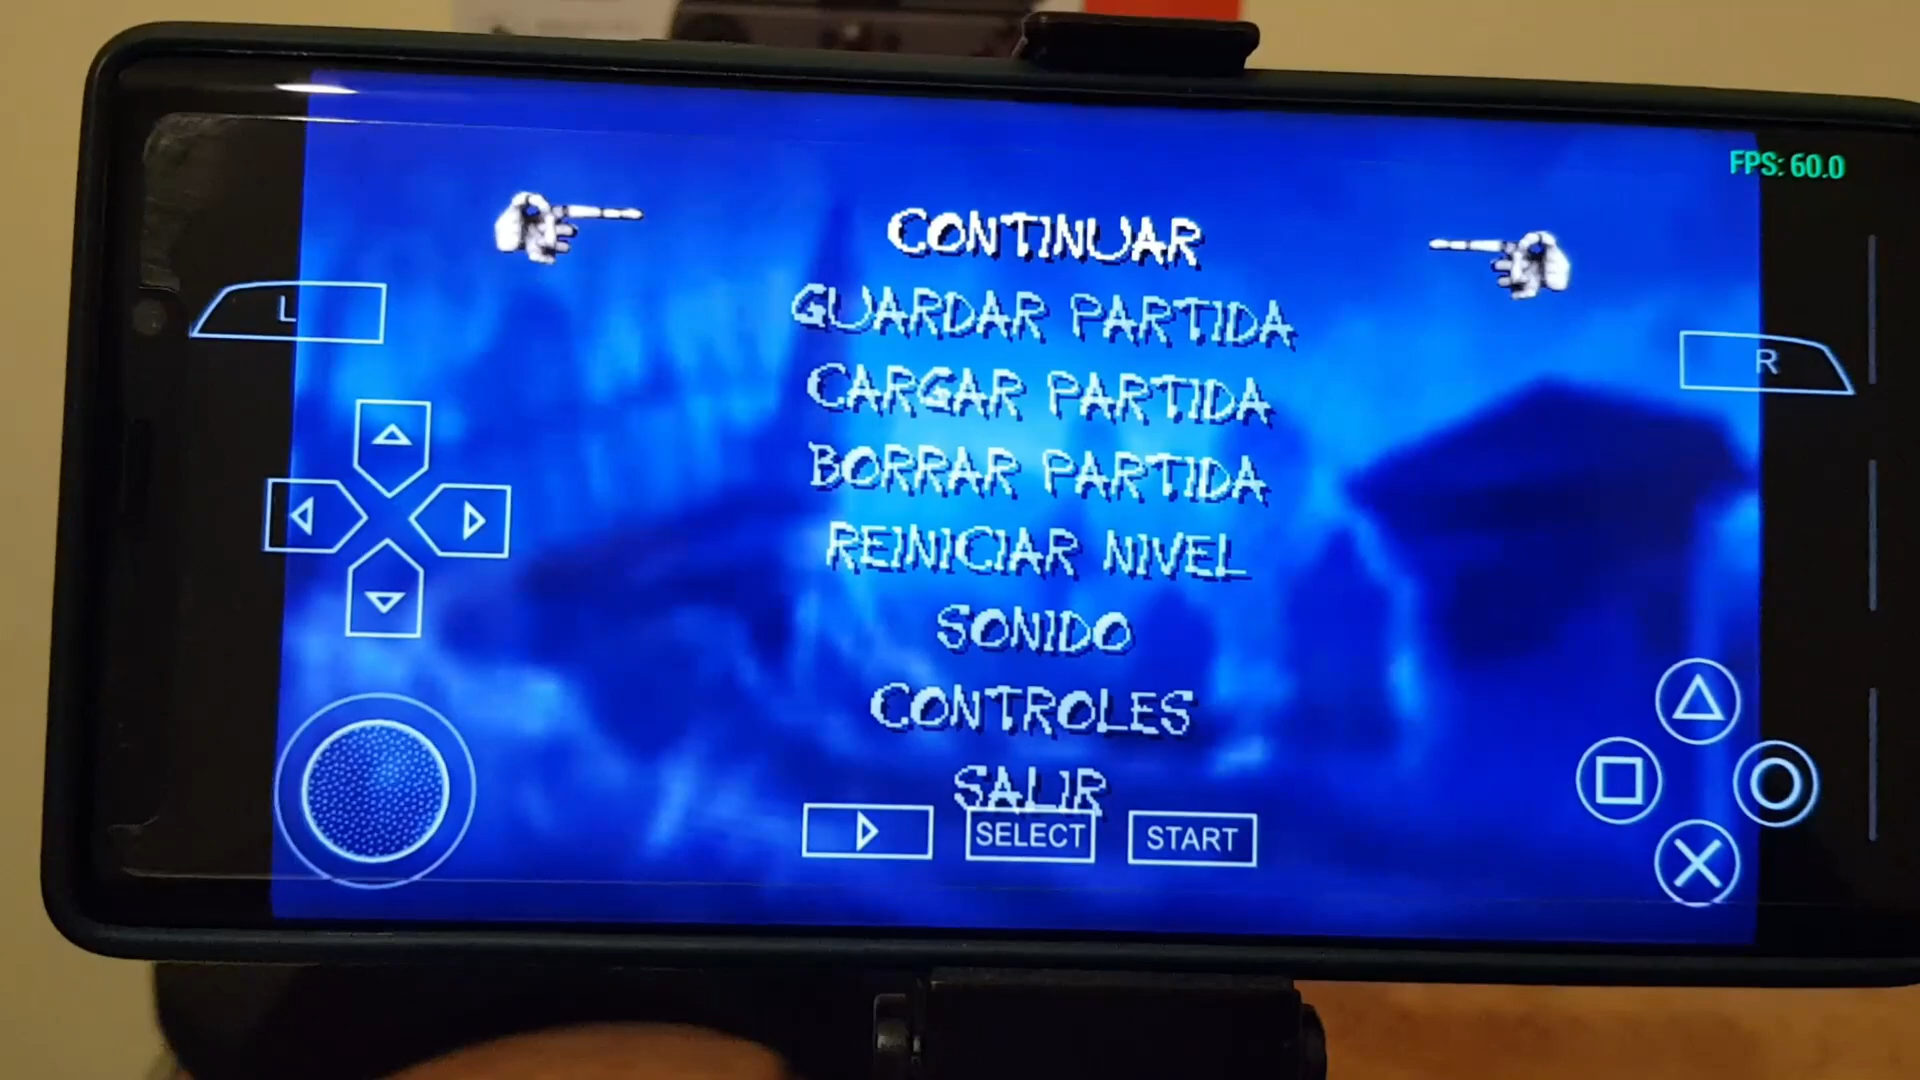 FPS: 60.0
CONTINUAR
GUARDAR PARTIDA
L
R
CARGAR PARTIDA
BORRAR PARTIDA
REINICIAR NIVEL
SONIDO
CONTROLES
SALIR
SELECT
START